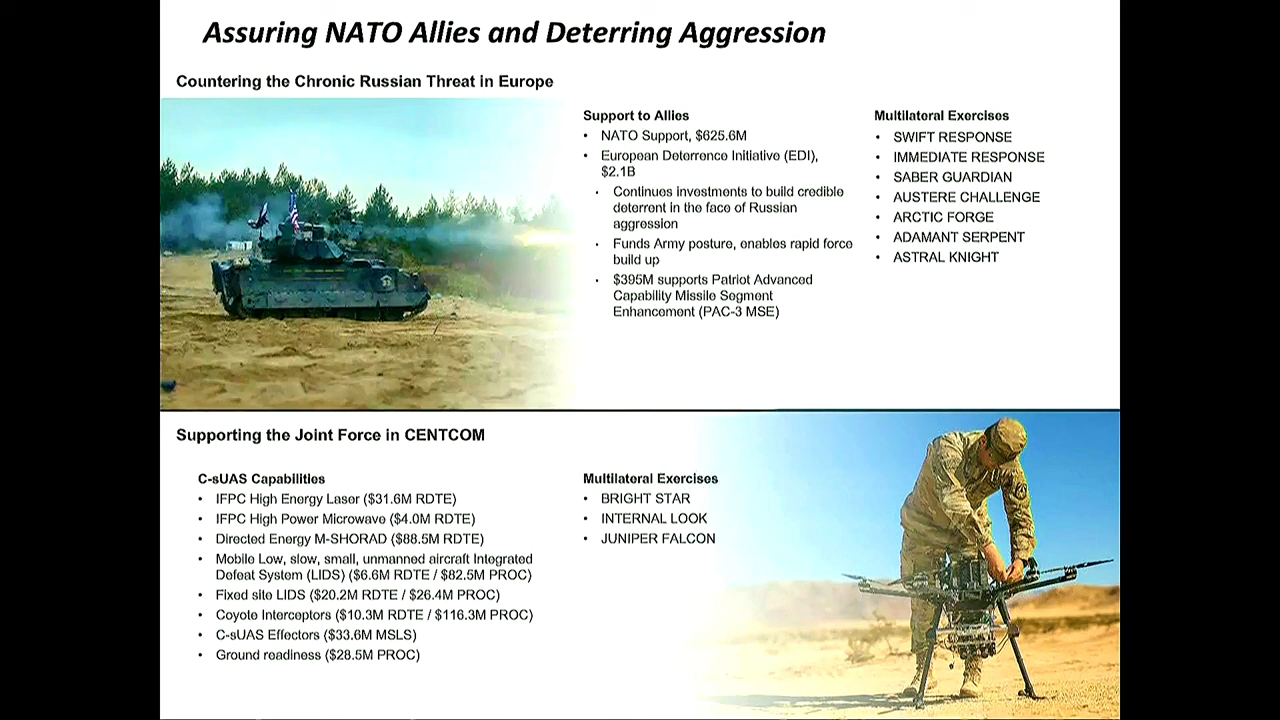 Assuring NATO Allies and Deterring Aggression
Countering the Chronic Russian Threat in Europe
Support to Allies
• NATO Support, $625.6M
• European Deterrence Initiative (EDI),
$2.1B
• Continues investments to build credible
deterrent in the face of Russian
aggression
• Funds Army posture, enables rapid force
build up
• $395M supports Patriot Advanced
Capability Missile Segment
Enhancement (PAC-3 MSE)
Multilateral Exercises
• SWIFT RESPONSE
• IMMEDIATE RESPONSE
• SABER GUARDIAN
• AUSTERE CHALLENGE
• ARCTIC FORGE
• ADAMANT SERPENT
• ASTRAL KNIGHT
Supporting the Joint Force in CENTCOM
C-sUAS Capabilities
• IFPC High Energy Laser ($31.6M RDTE)
• IFPC High Power Microwave ($4.0M RDTE)
• Directed Energy M-SHORAD ($88.5M RDTE)
• Mobile Low, slow, small, unmanned aircraft Integrated
Defeat System (LIDS) ($6.6M RDTE / $82.5M PROC)
• Fixed site LIDS ($20.2M RDTE / $26.4M PROC)
• Coyote Interceptors ($10.3M RDTE / $116.3M PROC)
• C-sUAS Effectors ($33.6M MSLS)
• Ground readiness ($28.5M PROC)
Multilateral Exercises
• BRIGHT STAR
• INTERNAL LOOK
• JUNIPER FALCON